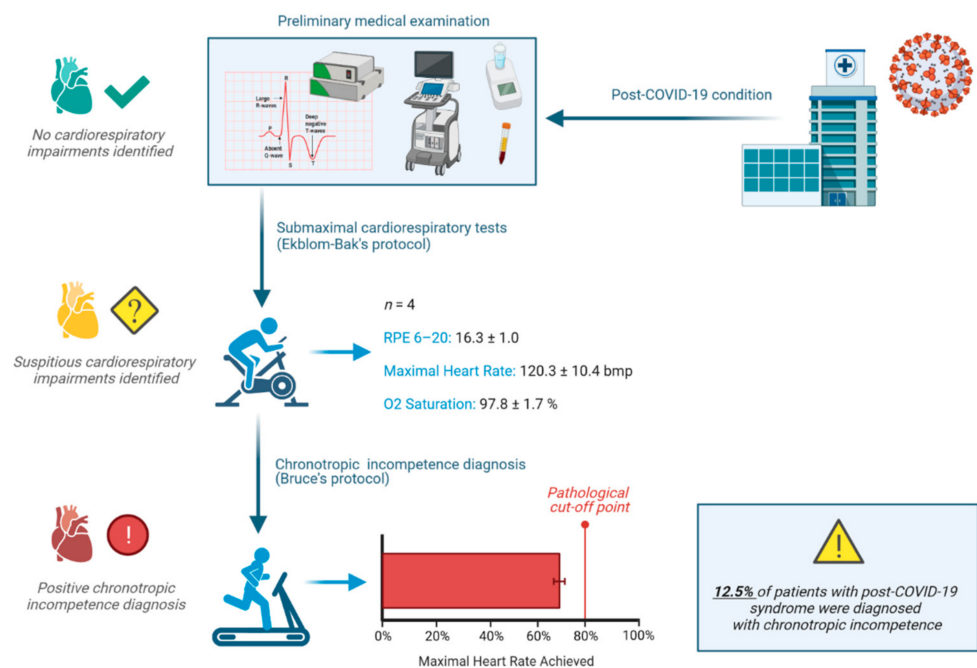 Preliminary medical examination
R
Large
R-waves
P
Absent
Q-wave
S
Deep
negative
T-waves
T
Post-COVID-19 condition
No cardiorespiratory
impairments identified
Submaximal cardiorespiratory tests
(Ekblom-Bak's protocol)
?
Suspitious cardiorespiratory
impairments identified
n = 4
RPE 6–20: 16.3 ± 1.0
Maximal Heart Rate: 120.3 ± 10.4 bmp
O2 Saturation: 97.8 ± 1.7 %
Chronotropic incompetence diagnosis
(Bruce's protocol)
!
Positive chronotropic
incompetence diagnosis
Pathological
cut-off point
0% 20% 40% 60% 80% 100%
Maximal Heart Rate Achieved
!
12.5% of patients with post-COVID-19
syndrome were diagnosed
with chronotropic incompetence